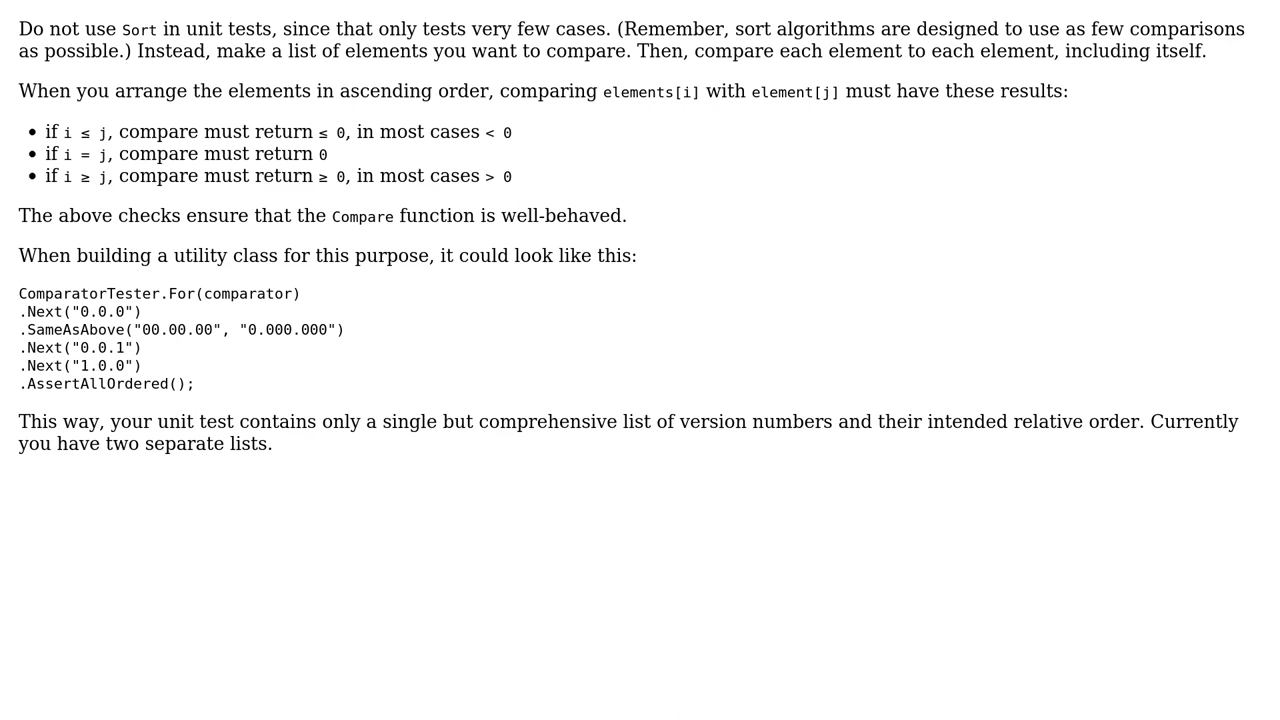 Do not use Sort in unit tests, since that only tests very few cases. (Remember, sort algorithms are designed to use as few comparisons
as possible.) Instead, make a list of elements you want to compare. Then, compare each element to each element, including itself.
When you arrange the elements in ascending order, comparing elements[i] with element[j] must have these results:
• if i ≤ j, compare must return ≤ 0, in most cases < 0
• if i = j, compare must return 0
• if i ≥ j, compare must return ≥ 0, in most cases > 0
The above checks ensure that the Compare function is well-behaved.
When building a utility class for this purpose, it could look like this:
ComparatorTester.For(comparator)
.Next("0.0.0")
.SameAsAbove("00.00.00", "0.000.000")
.Next("0.0.1")
.Next("1.0.0")
.AssertAllOrdered();
This way, your unit test contains only a single but comprehensive list of version numbers and their intended relative order. Currently
you have two separate lists.